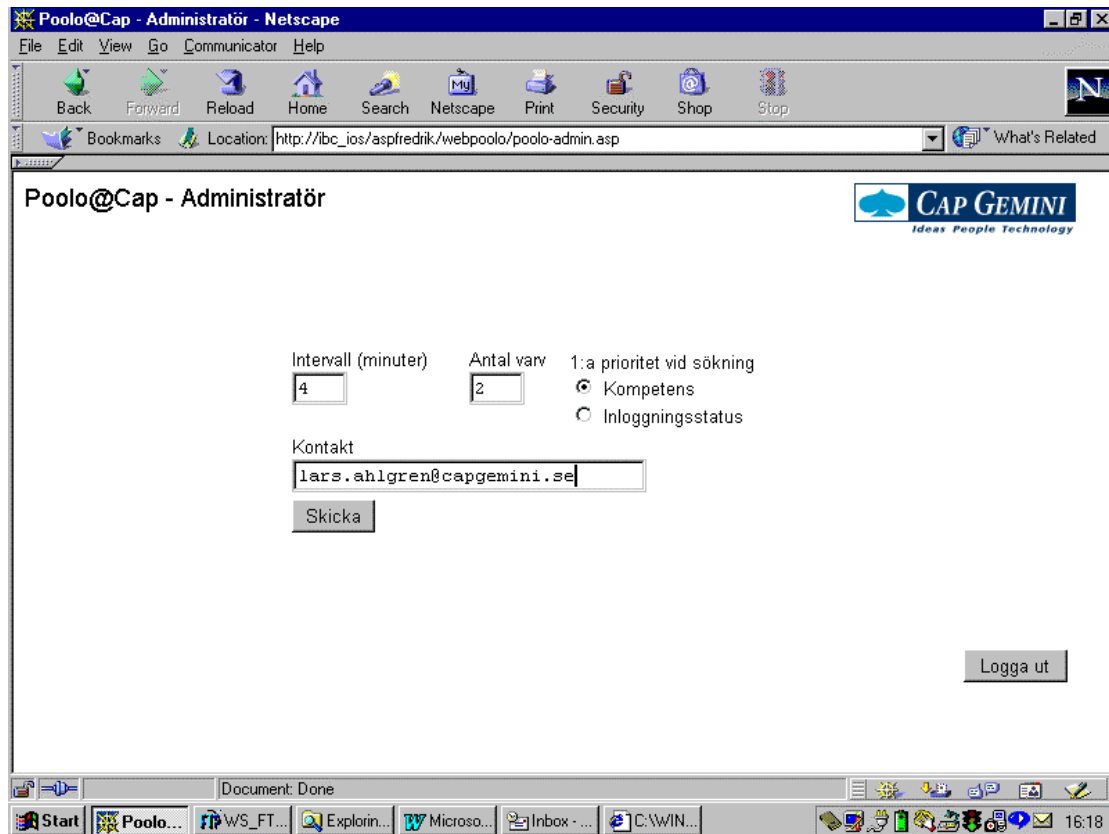 Poolo@Cap - Administratör - Netscape
File Edit View Go Communicator Help
My
Back Forward Reload Home Search Netscape Print Security Shop Stop
N
Bookmarks Location: http://ibc_ios/aspfredrik/webpoolo/poolo-admin.asp What's Related
Poolo@Cap - Administratör
CAP GEMINI
Ideas People Technology
Intervall (minuter) Antal varv 1:a prioritet vid sökning
4 2 Kompetens
Inloggningsstatus
Kontakt
lars.ahlgren@capgemini.se
Skicka
Logga ut
Document: Done
Start Poolo... WS_FT... Explorin... Microso... Inbox - ... C:\WIN... 16:18